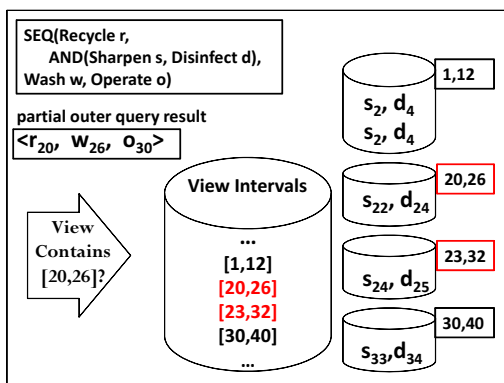 SEQ(Recycle r,
AND(Sharpen s, Disinfect d),
Wash w, Operate o)
partial outer query result
<r20, w26, o30>
View
Contains
[20,26]?
View Intervals
...
[1,12]
[20,26]
[23,32]
[30,40]
...
1,12
s2, d4
s2, d4
20,26
s22, d24
23,32
s24, d25
30,40
s33,d34